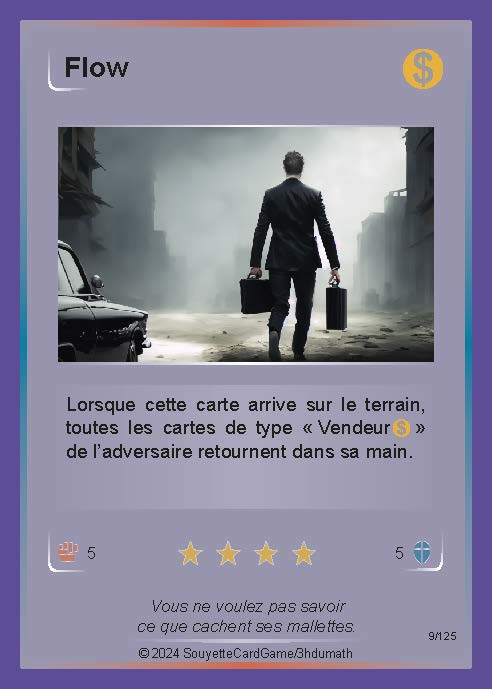 Flow
$
Lorsque cette carte arrive sur le terrain,
toutes les cartes de type « Vendeur $ »
de l’adversaire retournent dans sa main.
5
5
Vous ne voulez pas savoir
ce que cachent ses mallettes.
9/125
© 2024 SouyetteCardGame/3hdumath